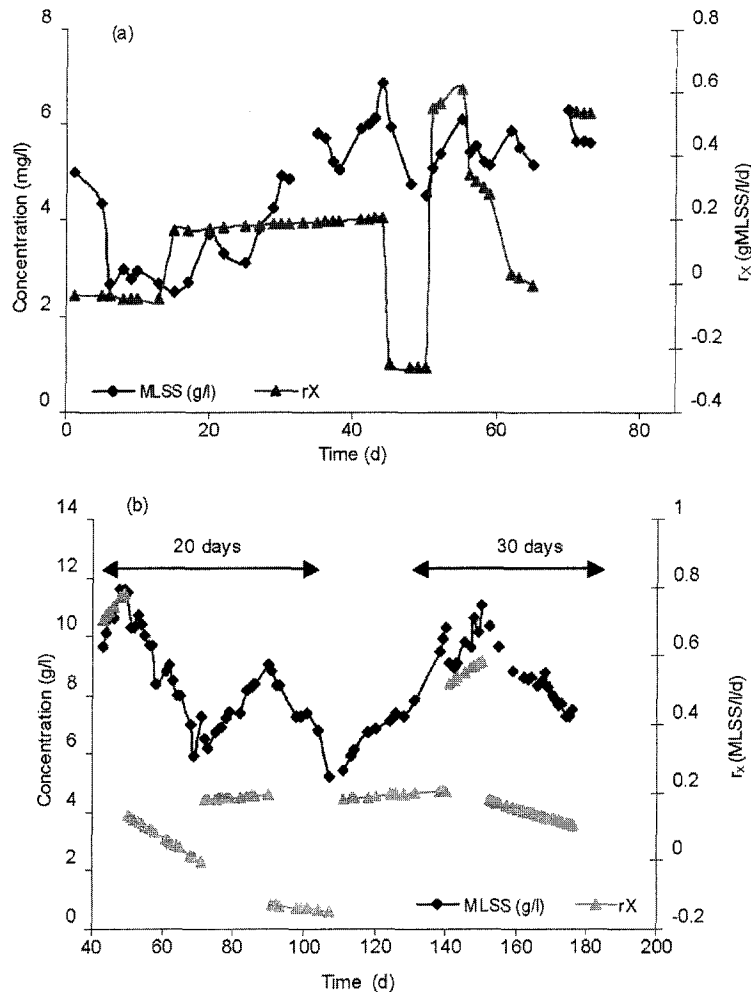 (a)
8
6
4
2
0
Concentration (mg/l)
0.8
0.6
0.4
0.2
0
-0.2
-0.4
rX (gMLSS/l/d)
MLSS (g/l) rX
0 20 40 60 80
Time (d)
(b)
14
12
10
8
6
4
2
0
Concentration (g/l)
20 days 30 days
1
0.8
0.6
0.4
0.2
0
-0.2
rx (MLSS/l/d)
MLSS (g/l) rX
40 60 80 100 120 140 160 180 200
Time (d)